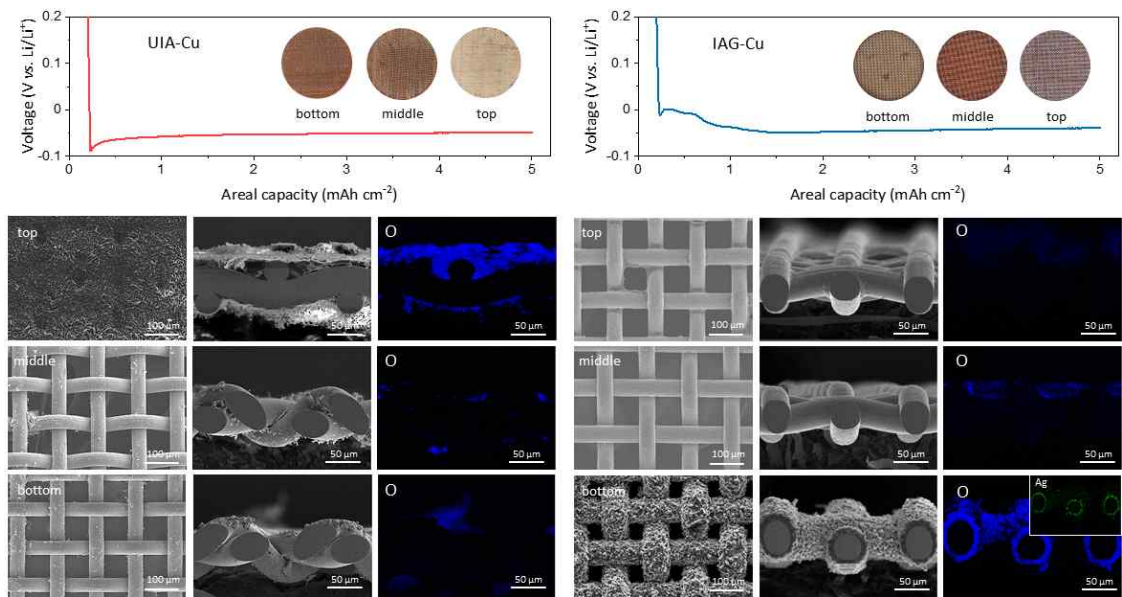 0.2
0.1
0
-0.1
Voltage (V vs. Li/Li⁺)
UIA-Cu
bottom
middle
top
0
1
2
3
4
5
Areal capacity (mAh cm⁻²)
0.2
0.1
0
-0.1
Voltage (V vs. Li/Li⁺)
IAG-Cu
bottom
middle
top
0
1
2
3
4
5
Areal capacity (mAh cm⁻²)
top
100 µm
50 µm
O
50 µm
middle
100 µm
50 µm
O
50 µm
bottom
100 µm
50 µm
O
50 µm
top
100 µm
50 µm
O
50 µm
middle
100 µm
50 µm
O
50 µm
bottom
100 µm
50 µm
O
Ag
50 µm